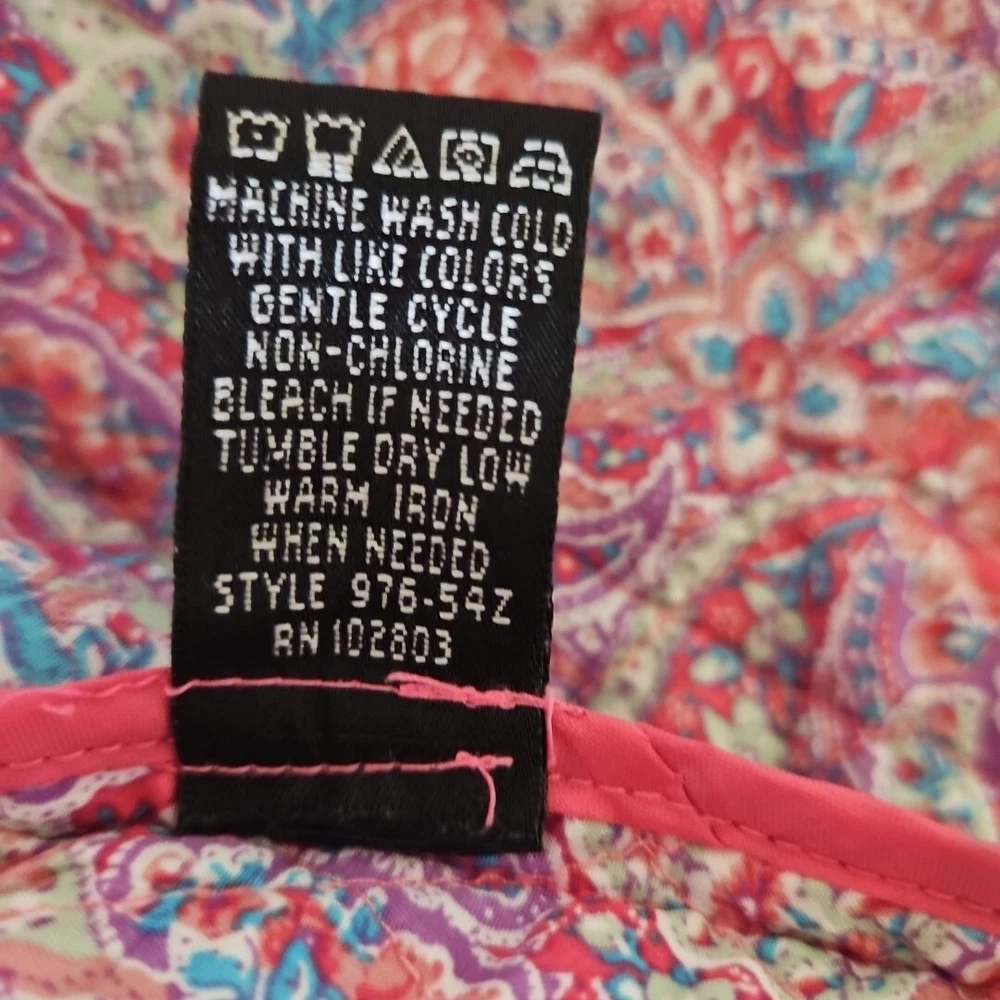 MACHINE WASH COLD
WITH LIKE COLORS
GENTLE CYCLE
NON-CHLORINE
BLEACH IF NEEDED
TUMBLE DRY LOW
WARM IRON
WHEN NEEDED
STYLE 976-54Z
RN 102803